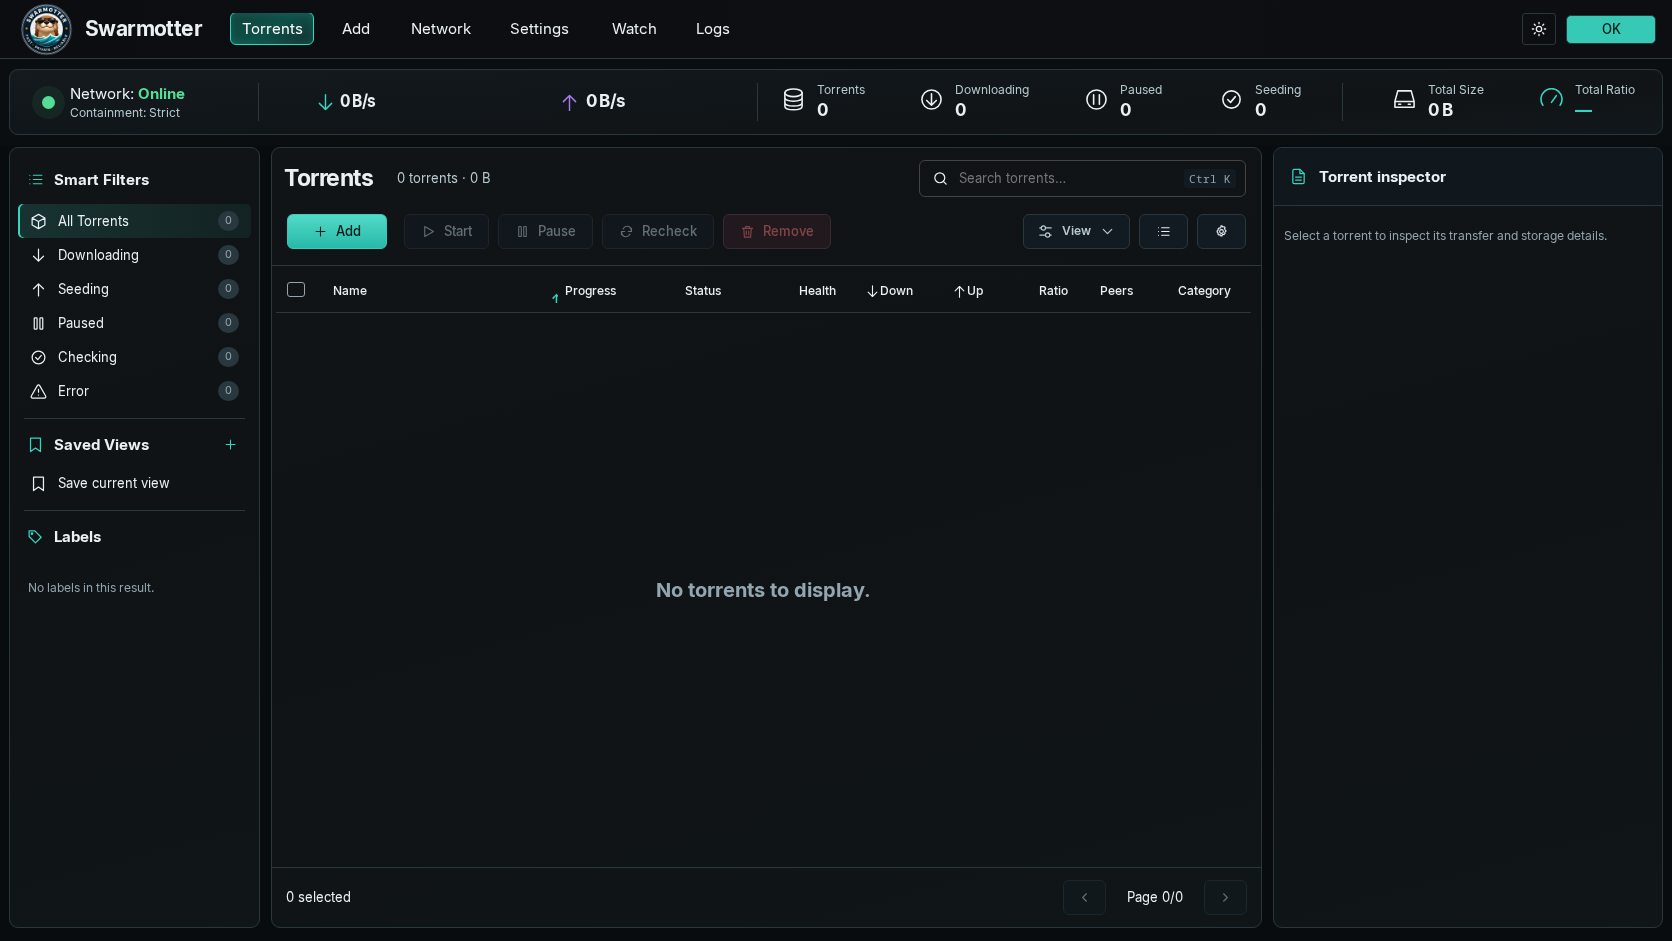 SWARMOTTER
Swarmotter
Torrents
Add
Network
Settings
Watch
Logs
OK
Network: Online
Containment: Strict
0 B/s
0 B/s
Torrents
0
Downloading
0
Paused
0
Seeding
0
Total Size
0 B
Total Ratio
—
Smart Filters
All Torrents 0
Downloading 0
Seeding 0
Paused 0
Checking 0
Error 0
Saved Views +
Save current view
Labels
No labels in this result.
Torrents
0 torrents · 0 B
Search torrents...
Ctrl K
+ Add
Start
Pause
Recheck
Remove
View
Name
Progress
Status
Health
↓ Down
↑ Up
Ratio
Peers
Category
No torrents to display.
0 selected
Page 0/0
Torrent inspector
Select a torrent to inspect its transfer and storage details.